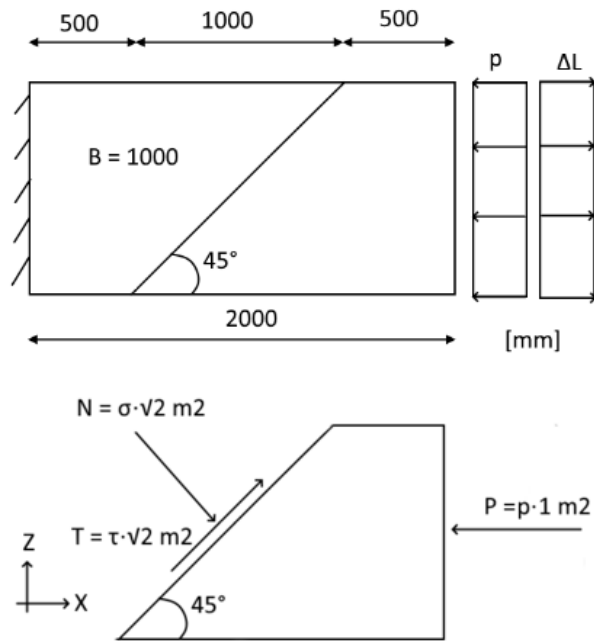 500 1000 500
p ΔL
B = 1000
45°
2000
[mm]
N = σ·√2 m2
T = τ·√2 m2
P =p·1 m2
Z
X
45°